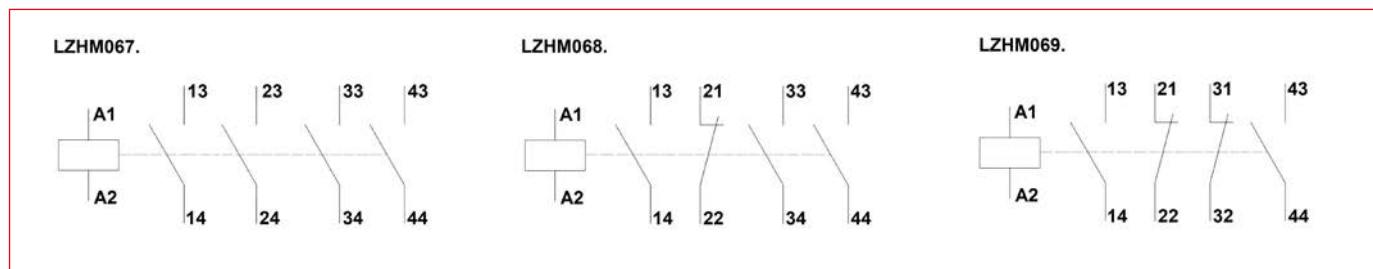 LZHM067. LZHM068. LZHM069.
13 23 33 43 13 21 33 43 13 21 31 43
A1 A1 A1
A2 A2 A2
14 24 34 44 14 22 34 44 14 22 32 44